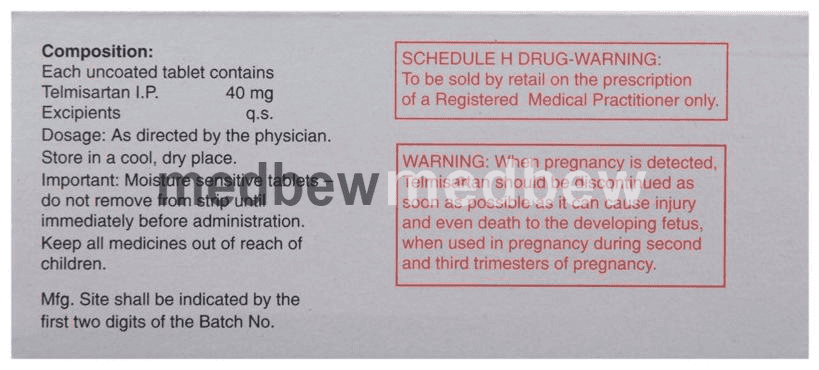 Composition:
Each uncoated tablet contains
Telmisartan I.P. 40 mg
Excipients q.s.
Dosage: As directed by the physician.
Store in a cool, dry place.
Important: Moisture sensitive tablets –
do not remove from strip until
immediately before administration.
Keep all medicines out of reach of
children.
Mfg. Site shall be indicated by the
first two digits of the Batch No.
SCHEDULE H DRUG-WARNING:
To be sold by retail on the prescription
of a Registered Medical Practitioner only.
WARNING: When pregnancy is detected,
Telmisartan should be discontinued as
soon as possible as it can cause injury
and even death to the developing fetus,
when used in pregnancy during second
and third trimesters of pregnancy.
medbew medbew